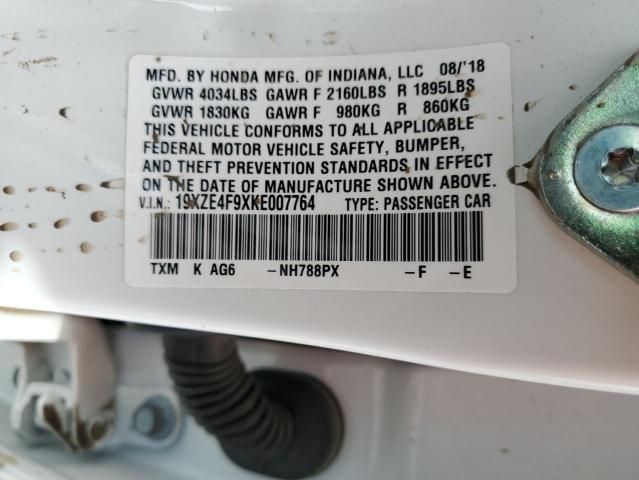 MFD. BY HONDA MFG. OF INDIANA, LLC 08/'18
GVWR 4034LBS GAWR F 2160LBS R 1895LBS
GVWR 1830KG GAWR F 980KG R 860KG
THIS VEHICLE CONFORMS TO ALL APPLICABLE
FEDERAL MOTOR VEHICLE SAFETY, BUMPER,
AND THEFT PREVENTION STANDARDS IN EFFECT
ON THE DATE OF MANUFACTURE SHOWN ABOVE.
V.I.N.: 19XZE4F9XKE007764 TYPE: PASSENGER CAR
TXM K AG6 -NH788PX -F -E